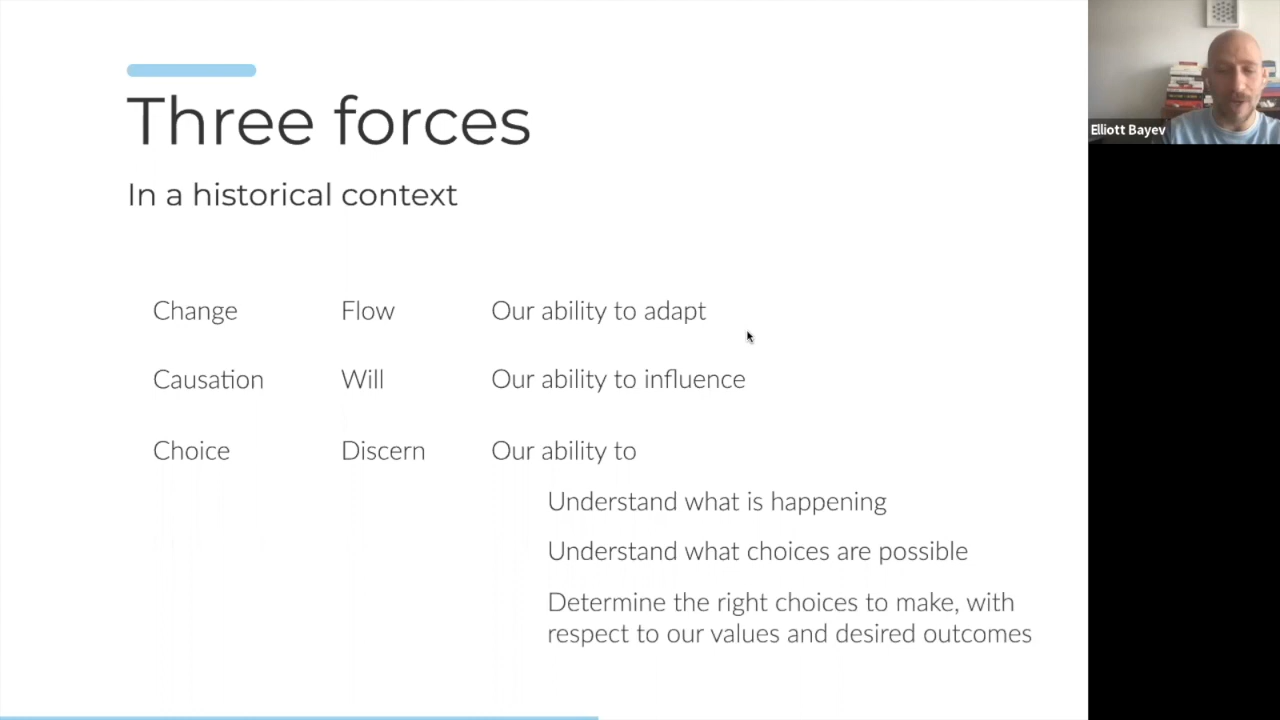 Three forces
In a historical context
Change Flow Our ability to adapt
Causation Will Our ability to influence
Choice Discern Our ability to
Understand what is happening
Understand what choices are possible
Determine the right choices to make, with
respect to our values and desired outcomes
Elliott Bayev